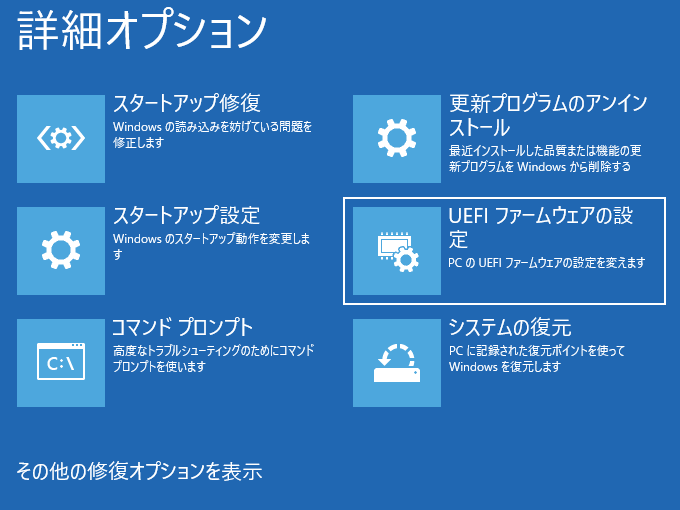 詳細オプション
スタートアップ修復
Windows の読み込みを妨げている問題を
修正します
更新プログラムのアンイン
ストール
最近インストールした品質または機能の更
新プログラムを Windows から削除する
スタートアップ設定
Windows のスタートアップ動作を変更しま
す
UEFI ファームウェアの設
定
PC の UEFI ファームウェアの設定を変えます
C:\
コマンド プロンプト
高度なトラブルシューティングのためにコマンド
プロンプトを使います
システムの復元
PC に記録された復元ポイントを使って
Windows を復元します
その他の修復オプションを表示